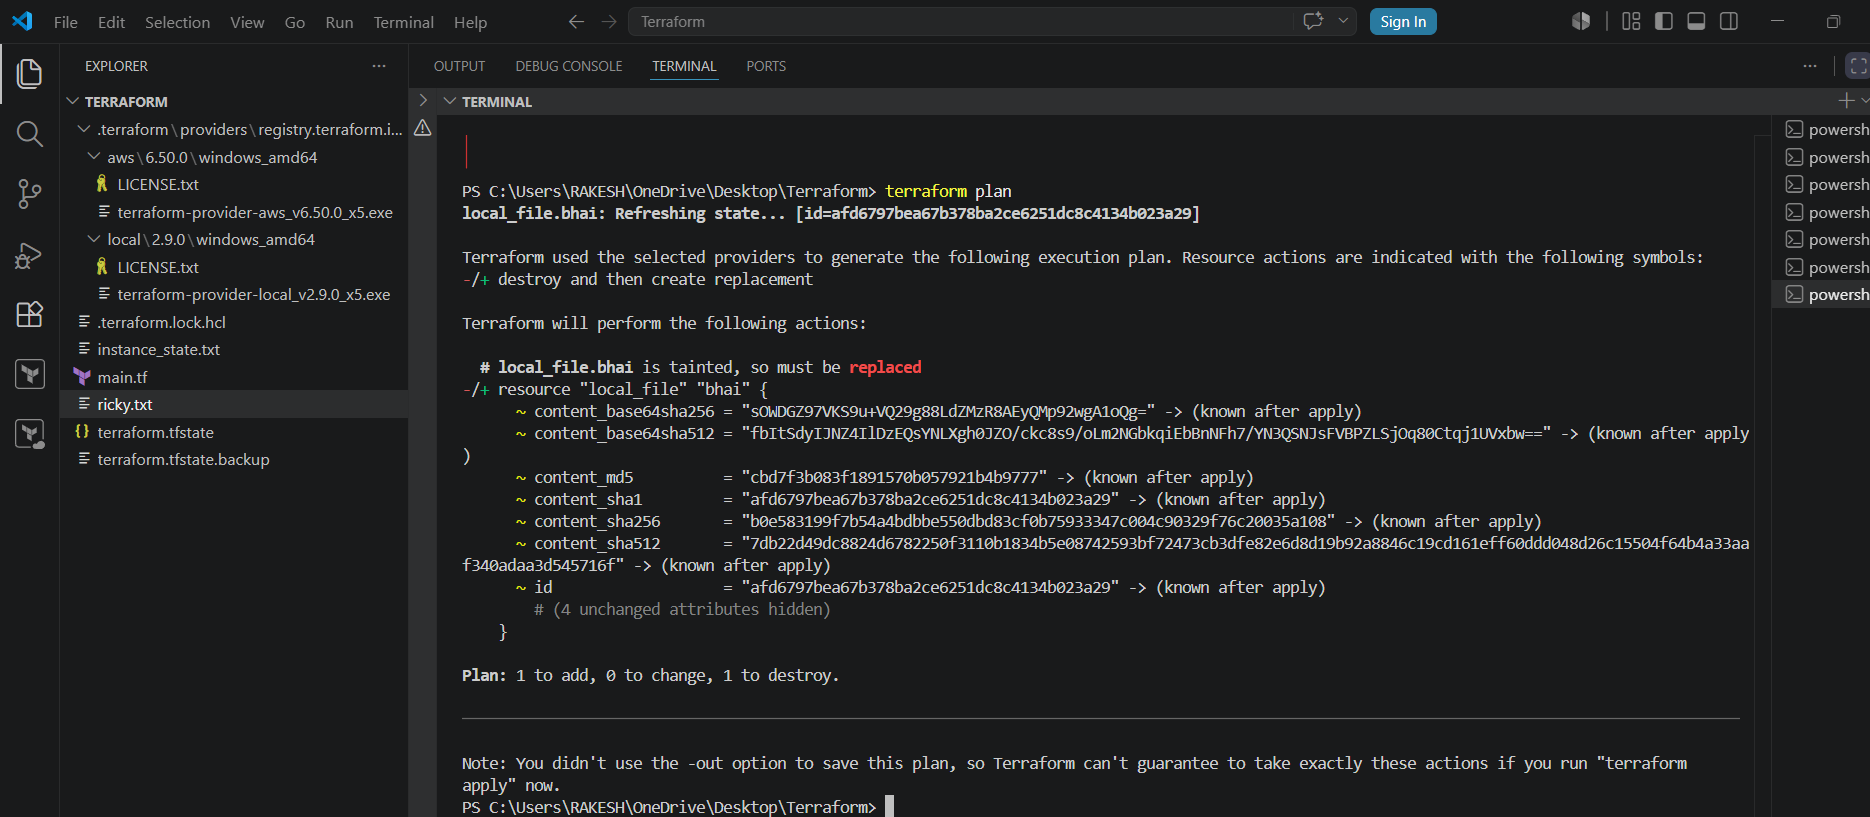 File Edit Selection View Go Run Terminal Help
Terraform
Sign In
EXPLORER
OUTPUT DEBUG CONSOLE TERMINAL PORTS
TERRAFORM
.terraform\providers\registry.terraform.i...
aws\6.50.0\windows_amd64
LICENSE.txt
terraform-provider-aws_v6.50.0_x5.exe
local\2.9.0\windows_amd64
LICENSE.txt
terraform-provider-local_v2.9.0_x5.exe
.terraform.lock.hcl
instance_state.txt
main.tf
ricky.txt
terraform.tfstate
terraform.tfstate.backup
TERMINAL
PS C:\Users\RAKESH\OneDrive\Desktop\Terraform> terraform plan
local_file.bhai: Refreshing state... [id=afd6797bea67b378ba2ce6251dc8c4134b023a29]
Terraform used the selected providers to generate the following execution plan. Resource actions are indicated with the following symbols:
-/+ destroy and then create replacement
Terraform will perform the following actions:
# local_file.bhai is tainted, so must be replaced
-/+ resource "local_file" "bhai" {
~ content_base64sha256 = "sOWDGZ97VKS9u+VQ29g88LdZMzR8AEyQMp92wgA1oQg=" -> (known after apply)
~ content_base64sha512 = "fbItSdyIJNZ4IlDzEQsYNLXgh0JZO/ckc8s9/oLm2NGbkqiEbBnNFh7/YN3QSNJsFVBPZLSjOq80Ctqj1UVxbw==" -> (known after apply
)
~ content_md5 = "cbd7f3b083f1891570b057921b4b9777" -> (known after apply)
~ content_sha1 = "afd6797bea67b378ba2ce6251dc8c4134b023a29" -> (known after apply)
~ content_sha256 = "b0e583199f7b54a4bdbbe550dbd83cf0b75933347c004c90329f76c20035a108" -> (known after apply)
~ content_sha512 = "7db22d49dc8824d6782250f3110b1834b5e08742593bf72473cb3dfe82e6d8d19b92a8846c19cd161eff60ddd048d26c15504f64b4a33aa
f340adaa3d545716f" -> (known after apply)
~ id = "afd6797bea67b378ba2ce6251dc8c4134b023a29" -> (known after apply)
# (4 unchanged attributes hidden)
}
Plan: 1 to add, 0 to change, 1 to destroy.
Note: You didn't use the -out option to save this plan, so Terraform can't guarantee to take exactly these actions if you run "terraform
apply" now.
PS C:\Users\RAKESH\OneDrive\Desktop\Terraform>
powersh
powersh
powersh
powersh
powersh
powersh
powersh